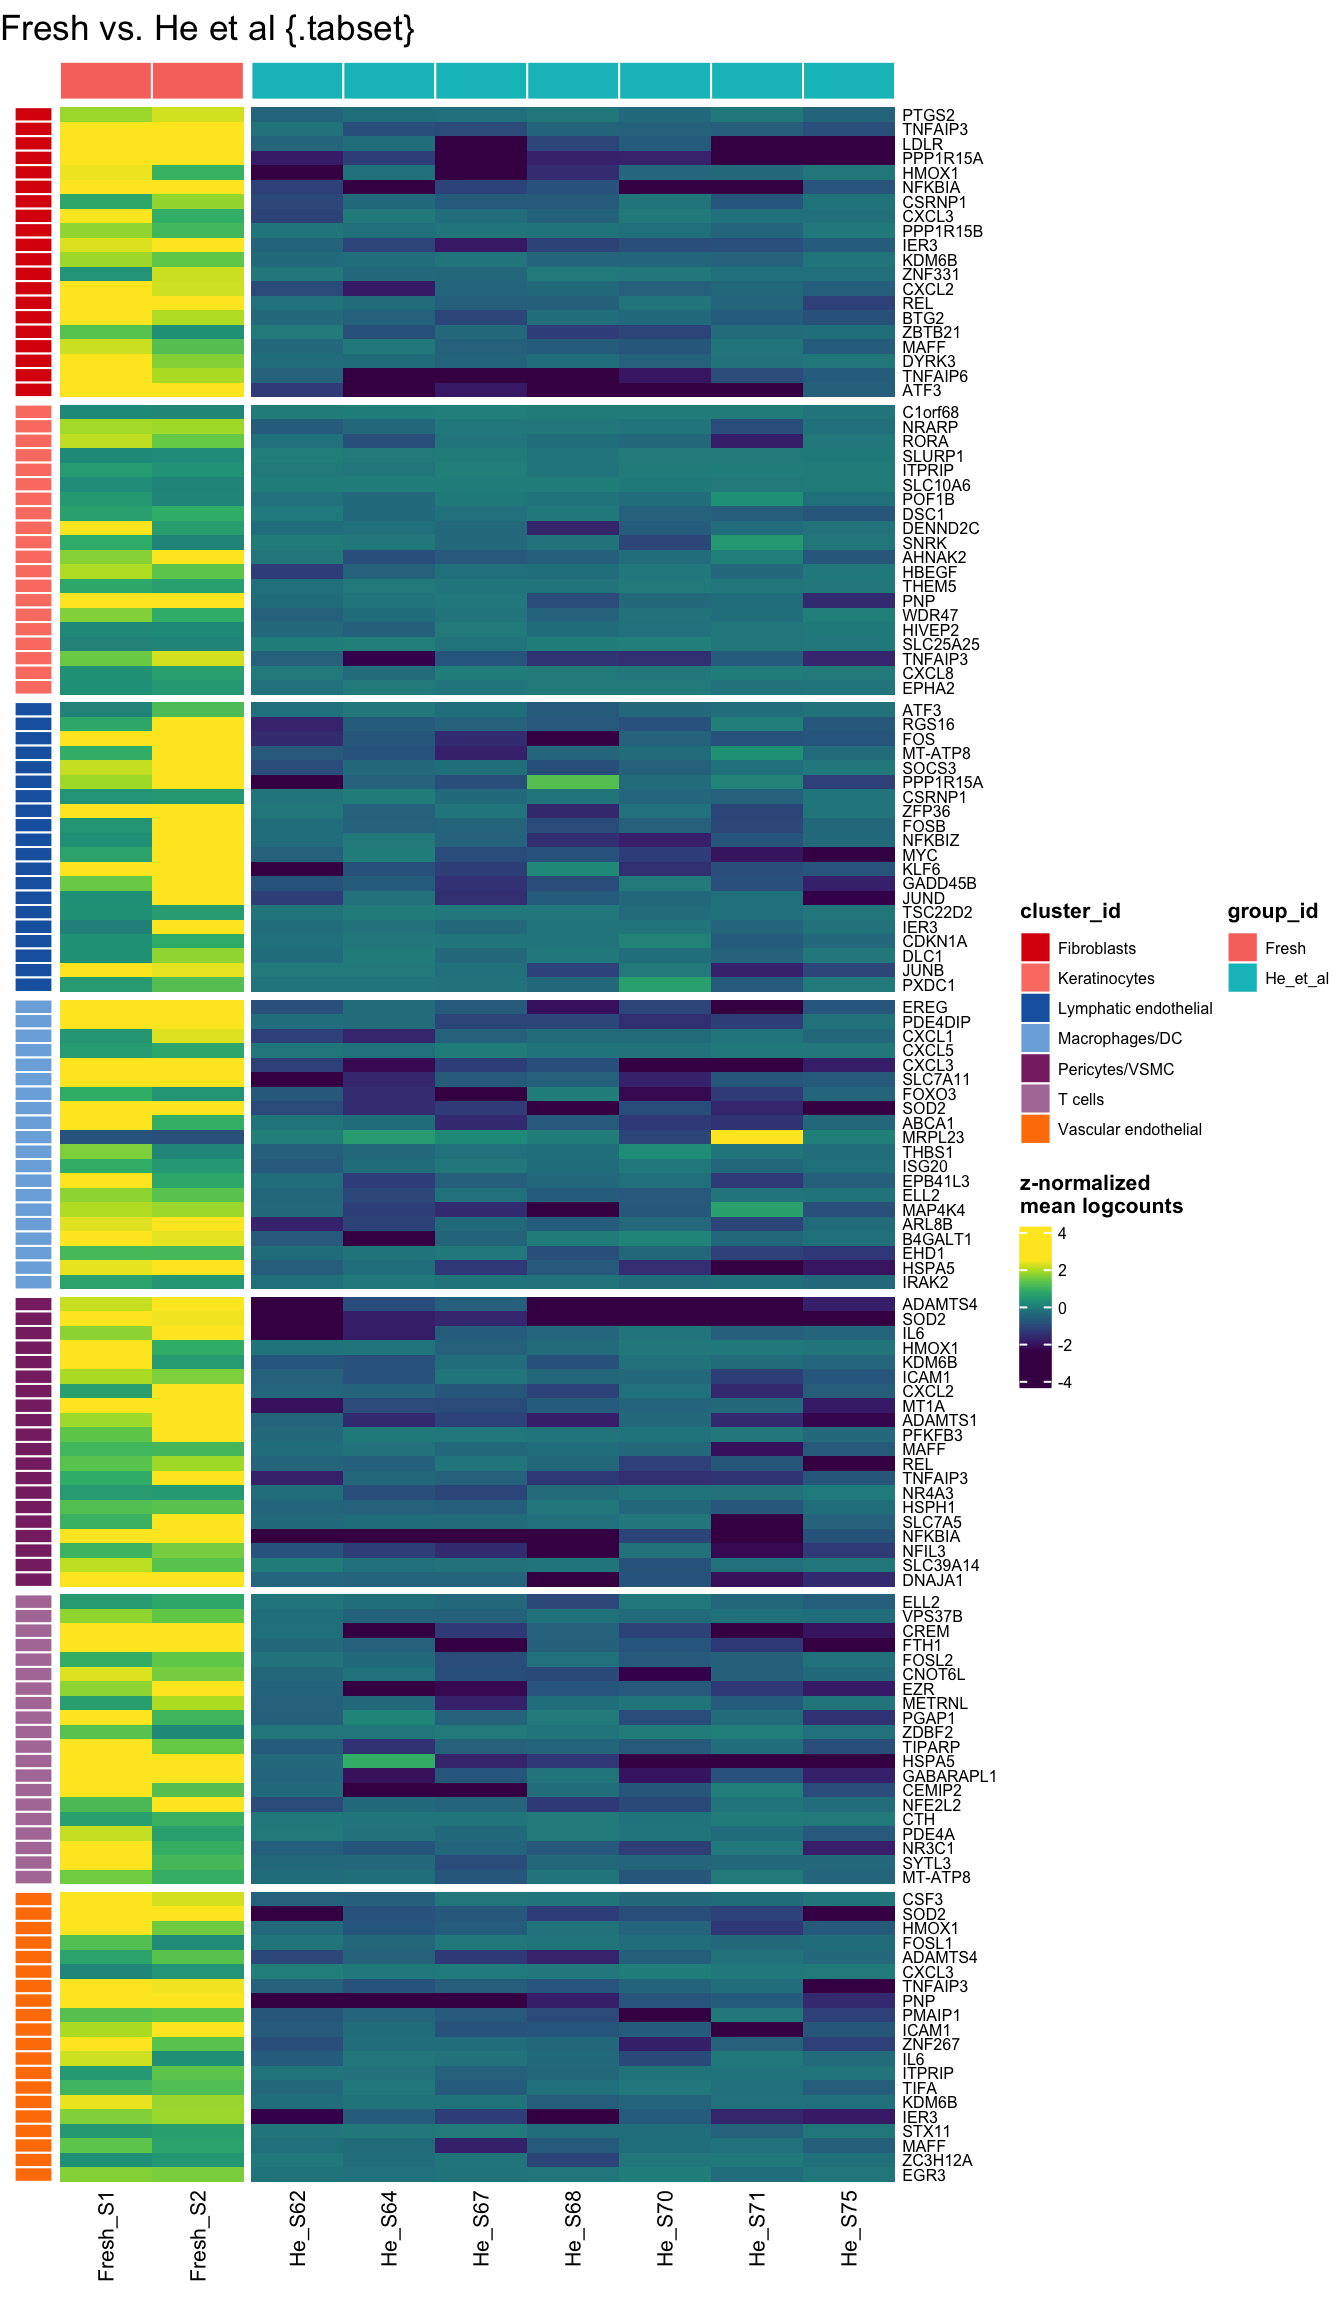 Fresh vs. He et al {.tabset}
PTGS2
TNFAIP3
LDLR
PPP1R15A
HMOX1
NFKBIA
CSRNP1
CXCL3
PPP1R15B
IER3
KDM6B
ZNF331
CXCL2
REL
BTG2
ZBTB21
MAFF
DYRK3
TNFAIP6
ATF3
C1orf68
NRARP
RORA
SLURP1
ITPRIP
SLC10A6
POF1B
DSC1
DENND2C
SNRK
AHNAK2
HBEGF
THEM5
PNP
WDR47
HIVEP2
SLC25A25
TNFAIP3
CXCL8
EPHA2
ATF3
RGS16
FOS
MT-ATP8
SOCS3
PPP1R15A
CSRNP1
ZFP36
FOSB
NFKBIZ
MYC
KLF6
GADD45B
JUND
TSC22D2
IER3
CDKN1A
DLC1
JUNB
PXDC1
EREG
PDE4DIP
CXCL1
CXCL5
CXCL3
SLC7A11
FOXO3
SOD2
ABCA1
MRPL23
THBS1
ISG20
EPB41L3
ELL2
MAP4K4
ARL8B
B4GALT1
EHD1
HSPA5
IRAK2
ADAMTS4
SOD2
IL6
HMOX1
KDM6B
ICAM1
CXCL2
MT1A
ADAMTS1
PFKFB3
MAFF
REL
TNFAIP3
NR4A3
HSPH1
SLC7A5
NFKBIA
NFIL3
SLC39A14
DNAJA1
ELL2
VPS37B
CREM
FTH1
FOSL2
CNOT6L
EZR
METRNL
PGAP1
ZDBF2
TIPARP
HSPA5
GABARAPL1
CEMIP2
NFE2L2
CTH
PDE4A
NR3C1
SYTL3
MT-ATP8
CSF3
SOD2
HMOX1
FOSL1
ADAMTS4
CXCL3
TNFAIP3
PNP
PMAIP1
ICAM1
ZNF267
IL6
ITPRIP
TIFA
KDM6B
IER3
STX11
MAFF
ZC3H12A
EGR3
Fresh_S1
Fresh_S2
He_S62
He_S64
He_S67
He_S68
He_S70
He_S71
He_S75
cluster_id
Fibroblasts
Keratinocytes
Lymphatic endothelial
Macrophages/DC
Pericytes/VSMC
T cells
Vascular endothelial
group_id
Fresh
He_et_al
z-normalized
mean logcounts
4
2
0
-2
-4